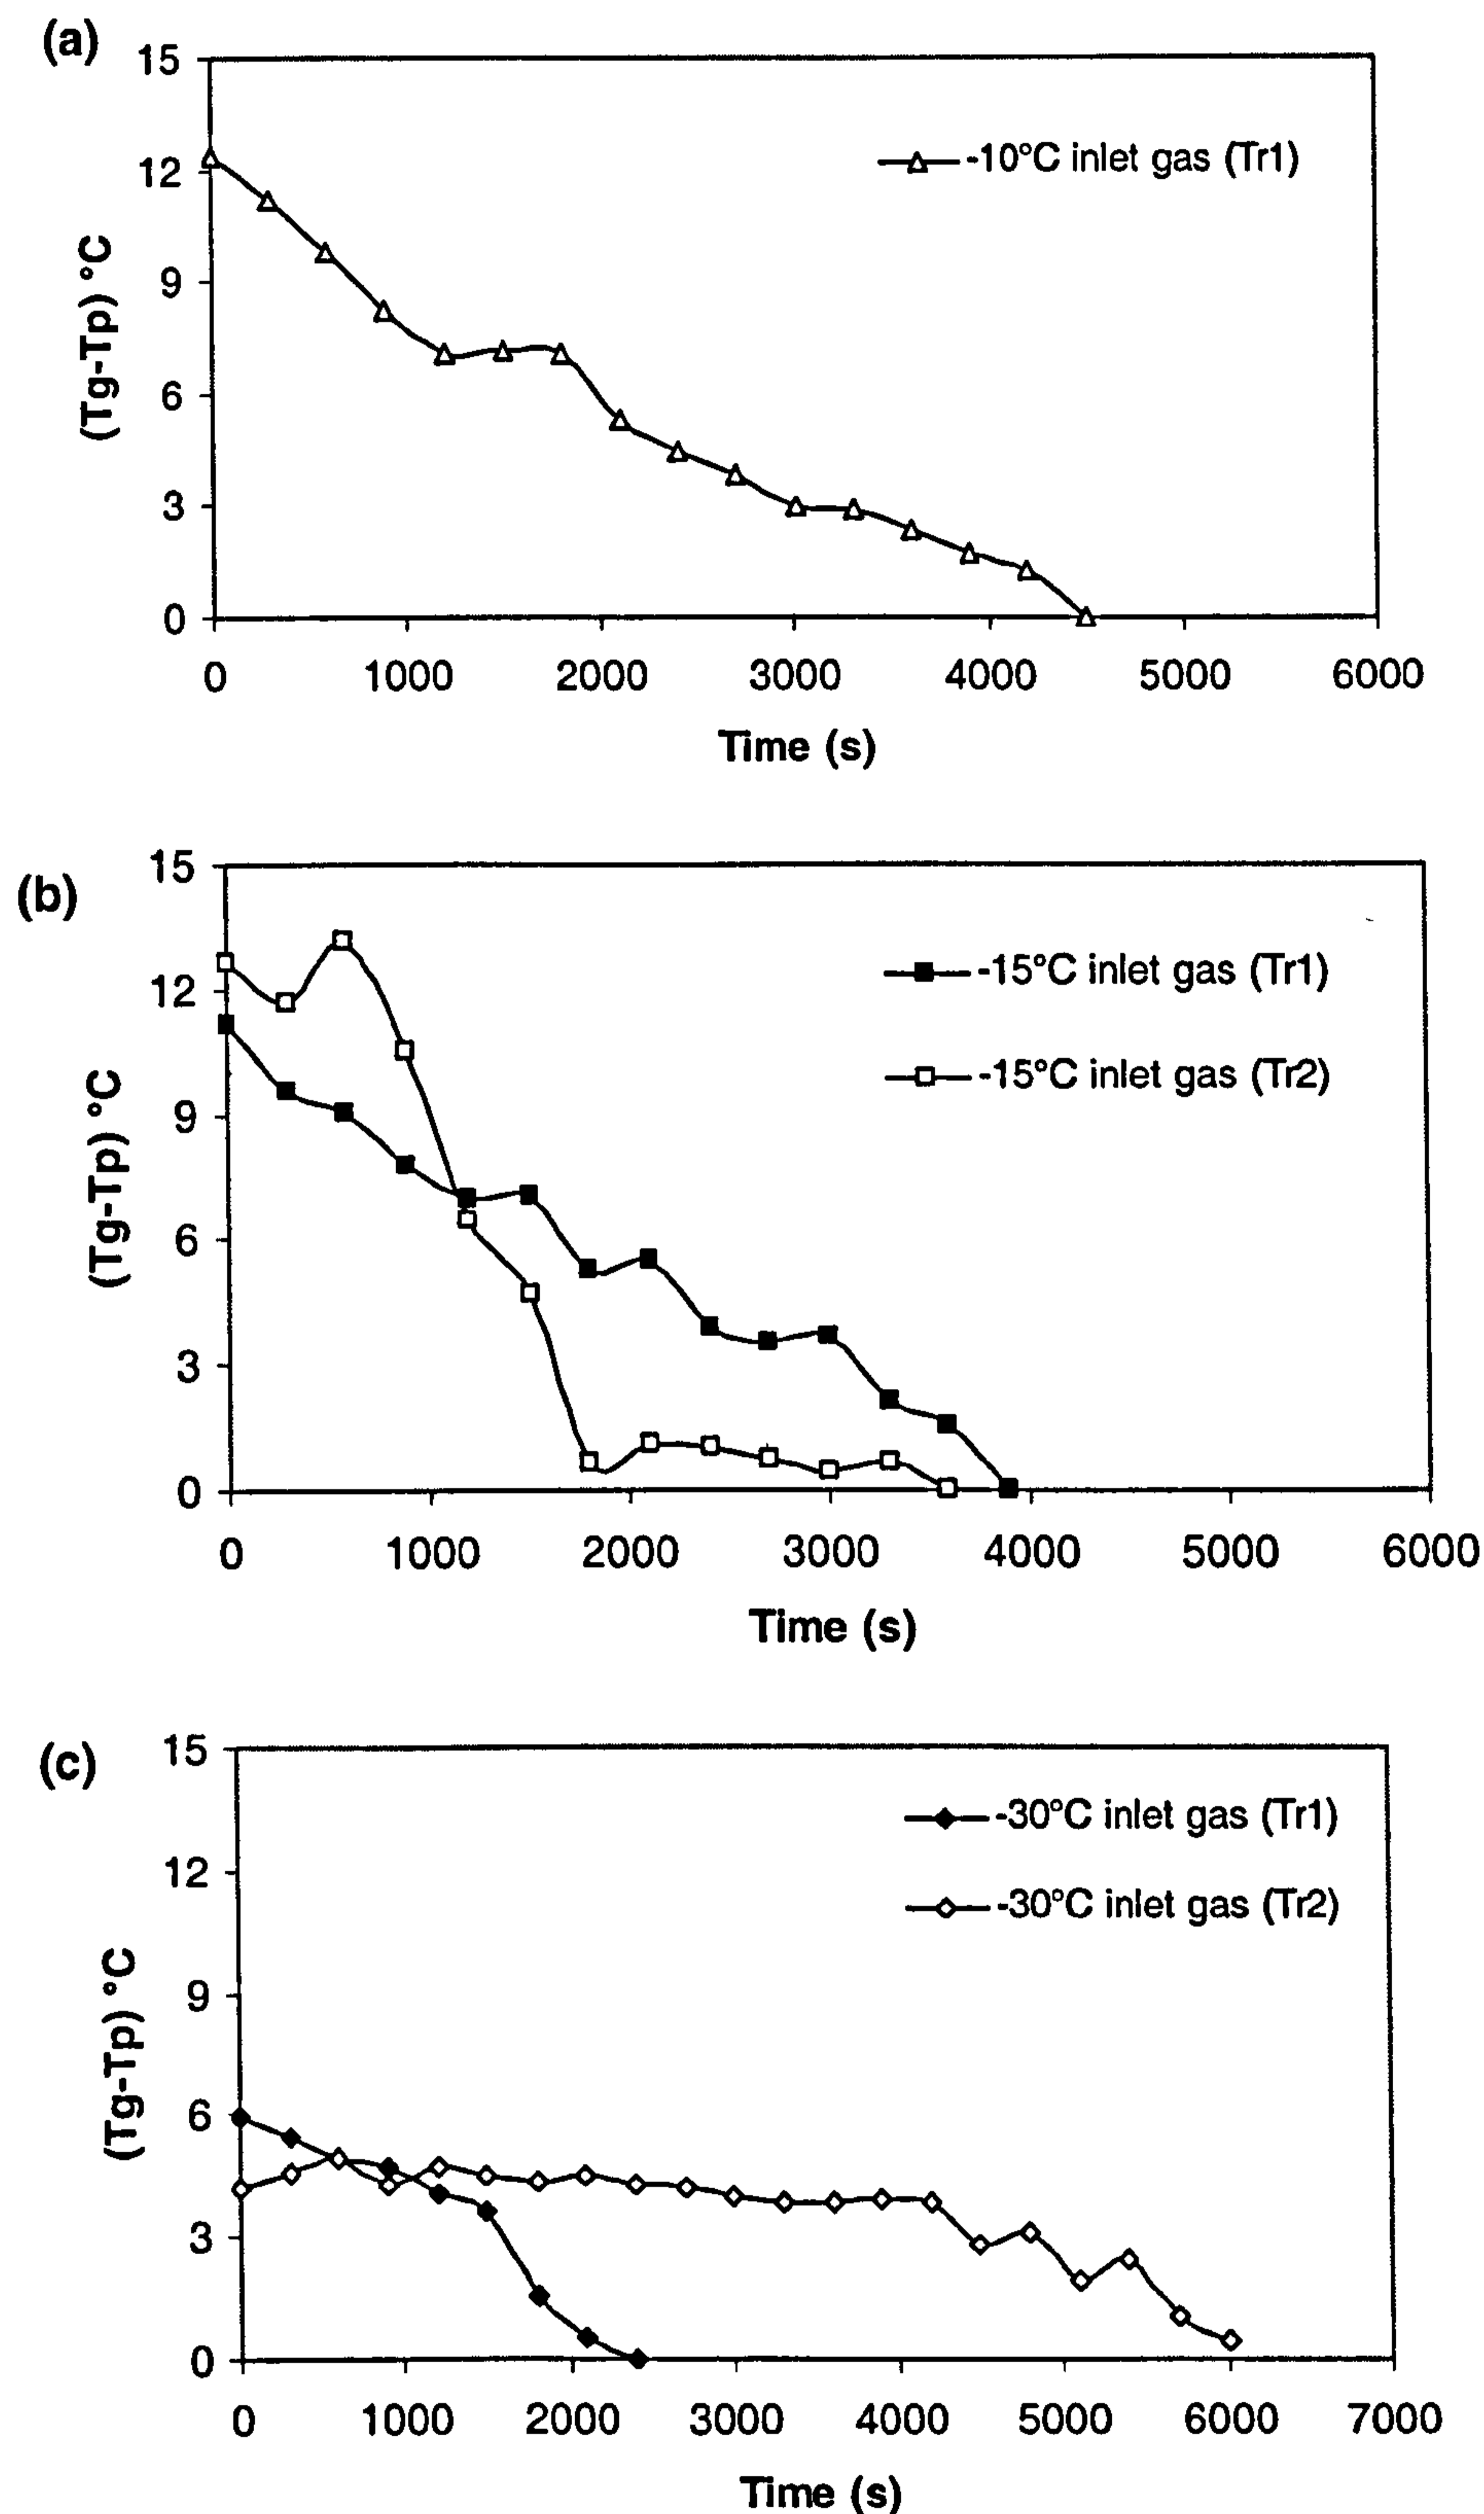 (a)
15
12
9
6
3
0
(Tg-Tp) °C
-10°C inlet gas (Tr1)
0 1000 2000 3000 4000 5000 6000
Time (s)
(b)
15
12
9
6
3
0
(Tg-Tp) °C
-15°C inlet gas (Tr1)
-15°C inlet gas (Tr2)
0 1000 2000 3000 4000 5000 6000
Time (s)
(c)
15
12
9
6
3
0
(Tg-Tp) °C
-30°C inlet gas (Tr1)
-30°C inlet gas (Tr2)
0 1000 2000 3000 4000 5000 6000 7000
Time (s)